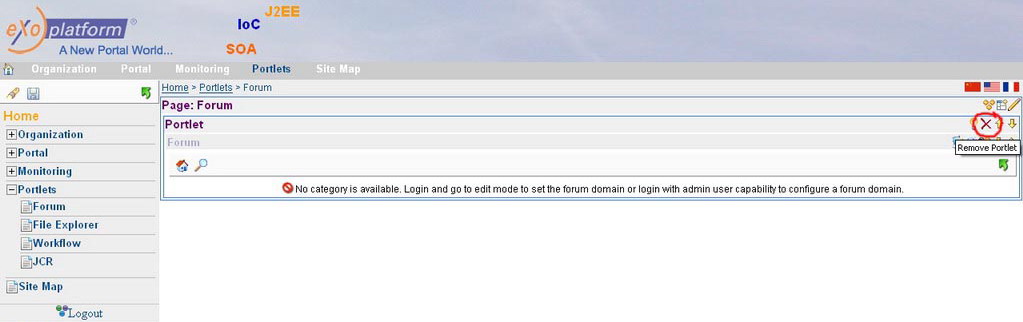 J2EE
IoC
eXo platform®
A New Portal World...
SOA
Organization Portal Monitoring Portlets Site Map
Home > Portlets > Forum
Home
Page: Forum
Portlet
Organization
Forum
Remove Portlet
Portal
Monitoring
Portlets
No category is available. Login and go to edit mode to set the forum domain or login with admin user capability to configure a forum domain.
Forum
File Explorer
Workflow
JCR
Site Map
Logout